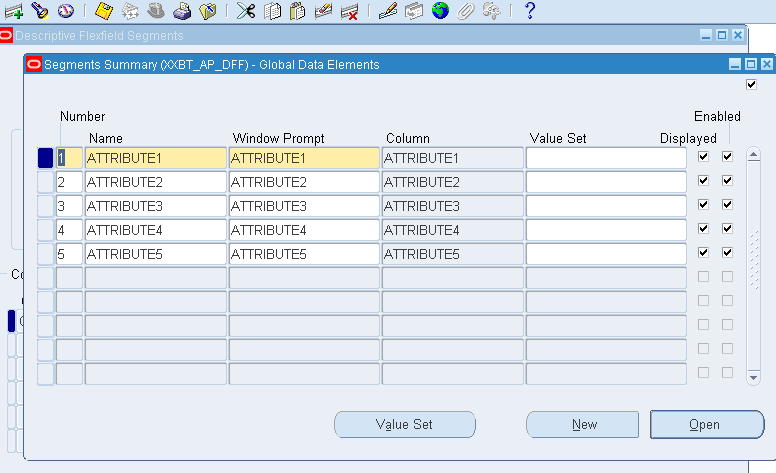 Descriptive Flexfield Segments
Segments Summary (XXBT_AP_DFF) - Global Data Elements
Number
Enabled
Name Window Prompt Column Value Set Displayed
1 ATTRIBUTE1 ATTRIBUTE1 ATTRIBUTE1
2 ATTRIBUTE2 ATTRIBUTE2 ATTRIBUTE2
3 ATTRIBUTE3 ATTRIBUTE3 ATTRIBUTE3
4 ATTRIBUTE4 ATTRIBUTE4 ATTRIBUTE4
5 ATTRIBUTE5 ATTRIBUTE5 ATTRIBUTE5
Co
Value Set New Open